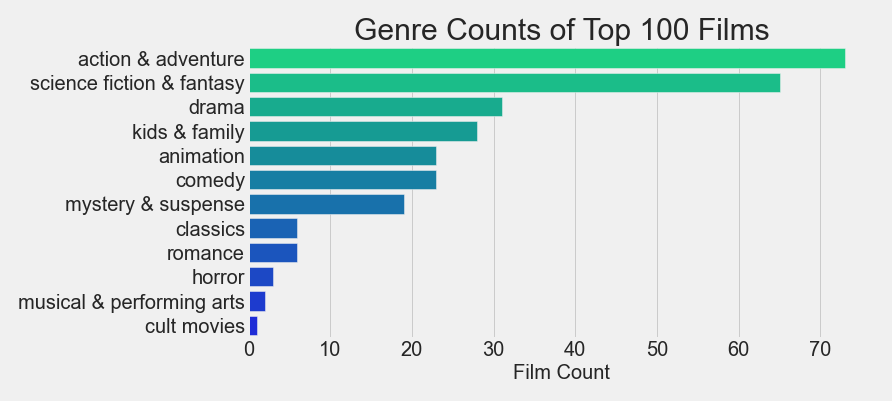 Genre Counts of Top 100 Films
action & adventure
science fiction & fantasy
drama
kids & family
animation
comedy
mystery & suspense
classics
romance
horror
musical & performing arts
cult movies
0 10 20 30 40 50 60 70
Film Count